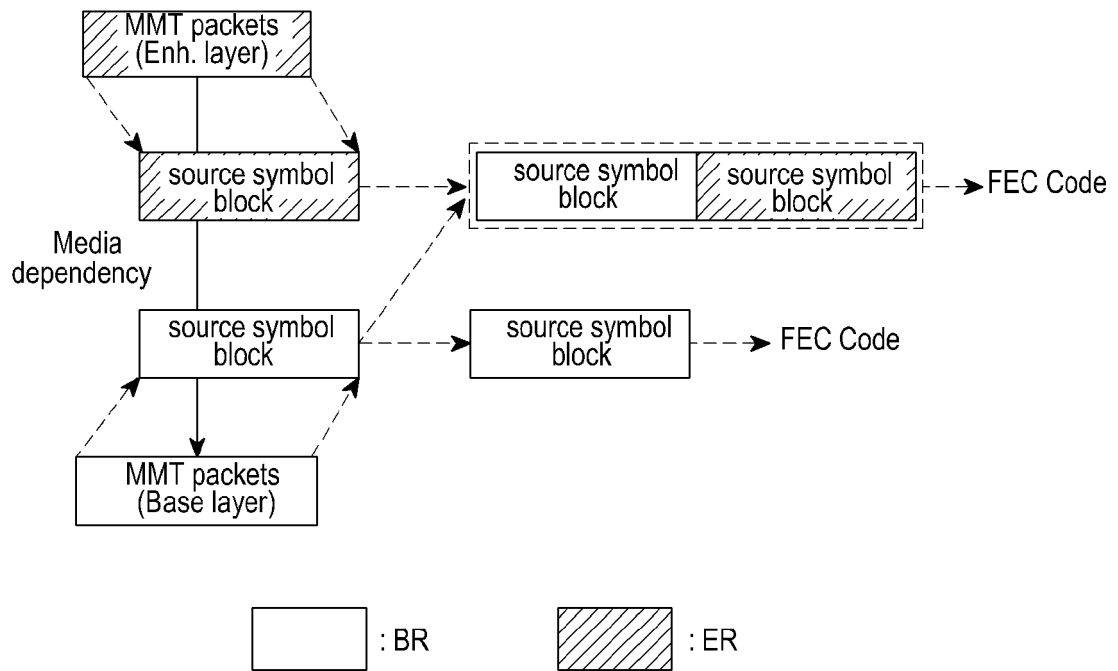 MMT packets
(Enh. layer)
source symbol
block
source symbol
block
source symbol
block
FEC Code
Media
dependency
source symbol
block
source symbol
block
FEC Code
MMT packets
(Base layer)
: BR
: ER